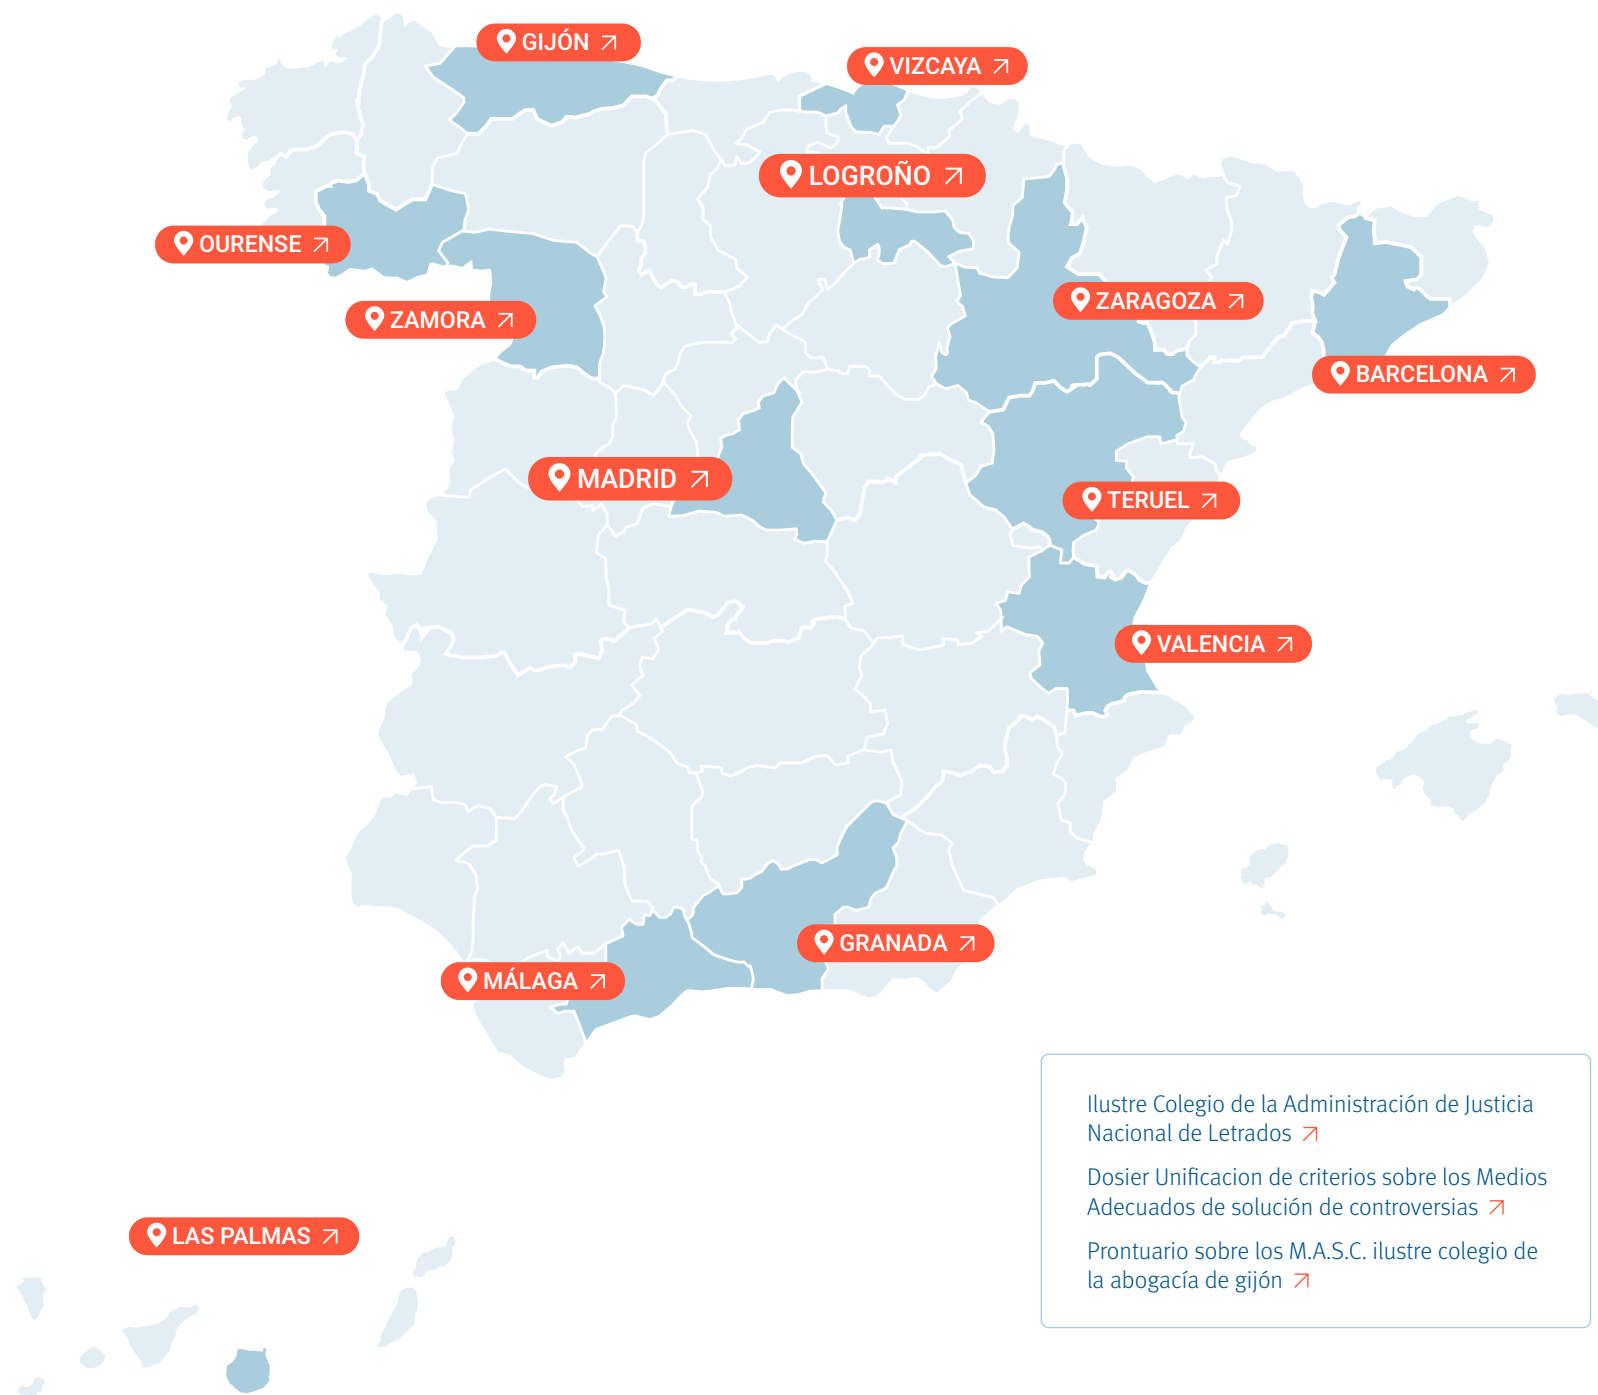 GIJÓN
VIZCAYA
LOGROÑO
OURENSE
ZARAGOZA
ZAMORA
BARCELONA
MADRID
TERUEL
VALENCIA
GRANADA
MÁLAGA
LAS PALMAS
Ilustre Colegio de la Administración de Justicia
Nacional de Letrados
Dosier Unificacion de criterios sobre los Medios
Adecuados de solución de controversias
Prontuario sobre los M.A.S.C. ilustre colegio de
la abogacía de gijón